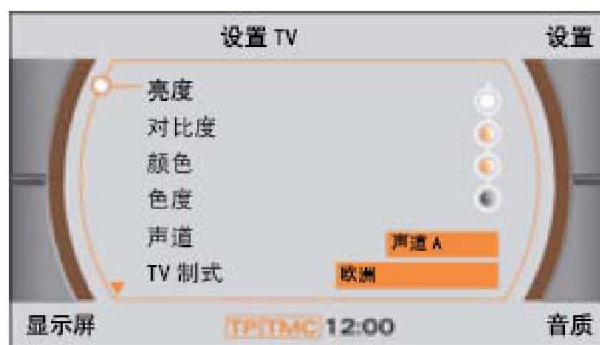 设置 TV 设置
亮度
对比度
颜色
色度
声道 声道 A
TV 制式 欧洲
显示屏 TP TMC 12:00 音质